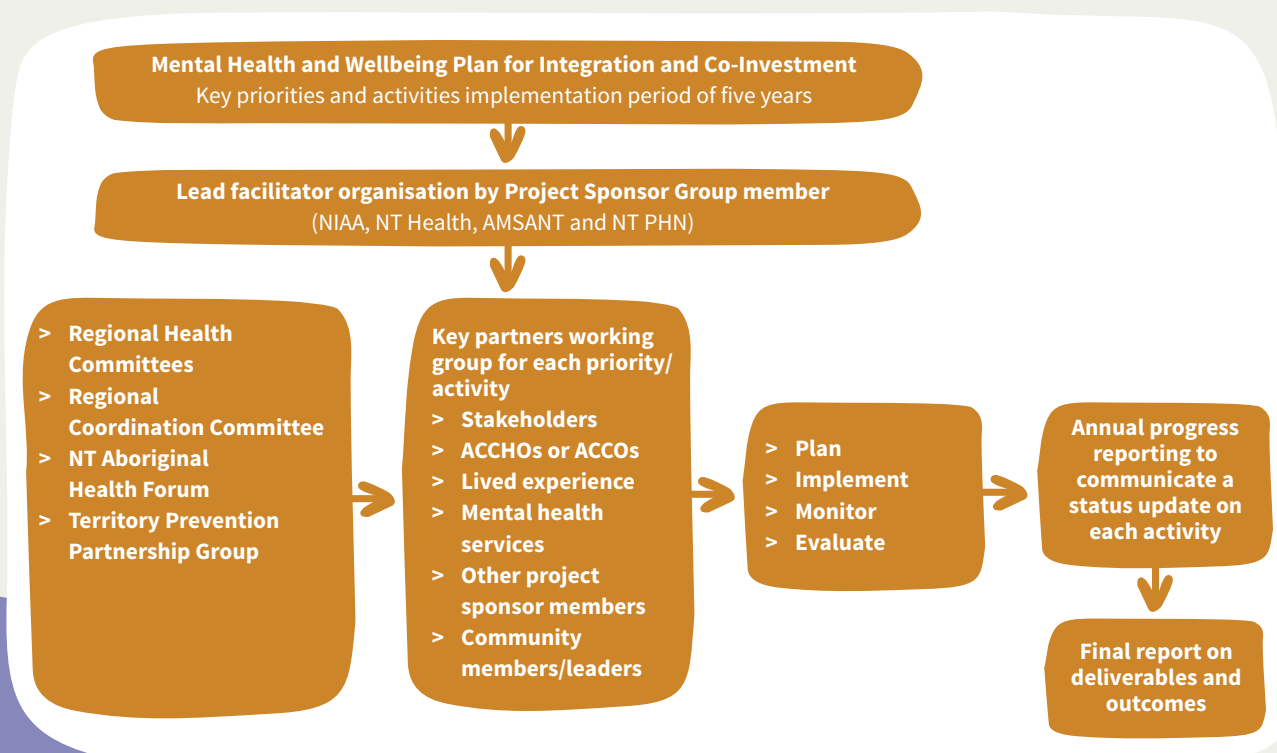 Mental Health and Wellbeing Plan for Integration and Co-Investment
Key priorities and activities implementation period of five years
Lead facilitator organisation by Project Sponsor Group member
(NIAA, NT Health, AMSANT and NT PHN)
> Regional Health
Committees
> Regional
Coordination Committee
> NT Aboriginal
Health Forum
> Territory Prevention
Partnership Group
Key partners working
group for each priority/
activity
> Stakeholders
> ACCHOs or ACCOs
> Lived experience
> Mental health
services
> Other project
sponsor members
> Community
members/leaders
> Plan
> Implement
> Monitor
> Evaluate
Annual progress
reporting to
communicate a
status update on
each activity
Final report on
deliverables and
outcomes